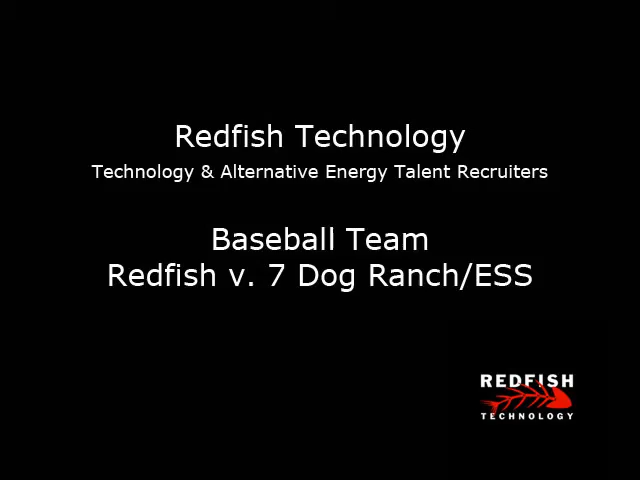 Redfish Technology
Technology & Alternative Energy Talent Recruiters
Baseball Team
Redfish v. 7 Dog Ranch/ESS
REDFISH
TECHNOLOGY